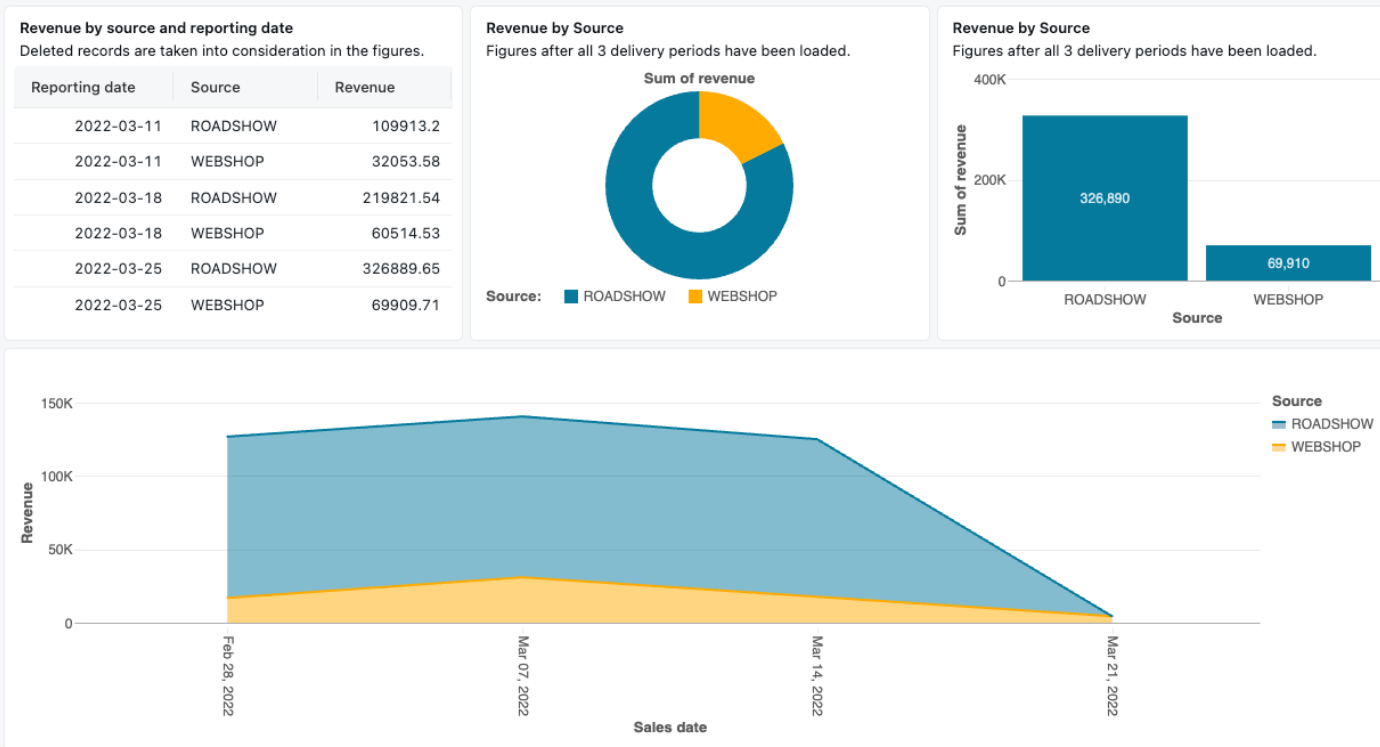 Revenue by source and reporting date
Deleted records are taken into consideration in the figures.
Reporting date Source Revenue
2022-03-11 ROADSHOW 109913.2
2022-03-11 WEBSHOP 32053.58
2022-03-18 ROADSHOW 219821.54
2022-03-18 WEBSHOP 60514.53
2022-03-25 ROADSHOW 326889.65
2022-03-25 WEBSHOP 69909.71
Revenue by Source
Figures after all 3 delivery periods have been loaded.
Sum of revenue
Source: ROADSHOW WEBSHOP
Revenue by Source
Figures after all 3 delivery periods have been loaded.
Sum of revenue
400K
200K
0
326,890
69,910
ROADSHOW WEBSHOP
Source
Revenue
150K
100K
50K
0
Feb 28, 2022
Mar 07, 2022
Mar 14, 2022
Mar 21, 2022
Sales date
Source
ROADSHOW
WEBSHOP